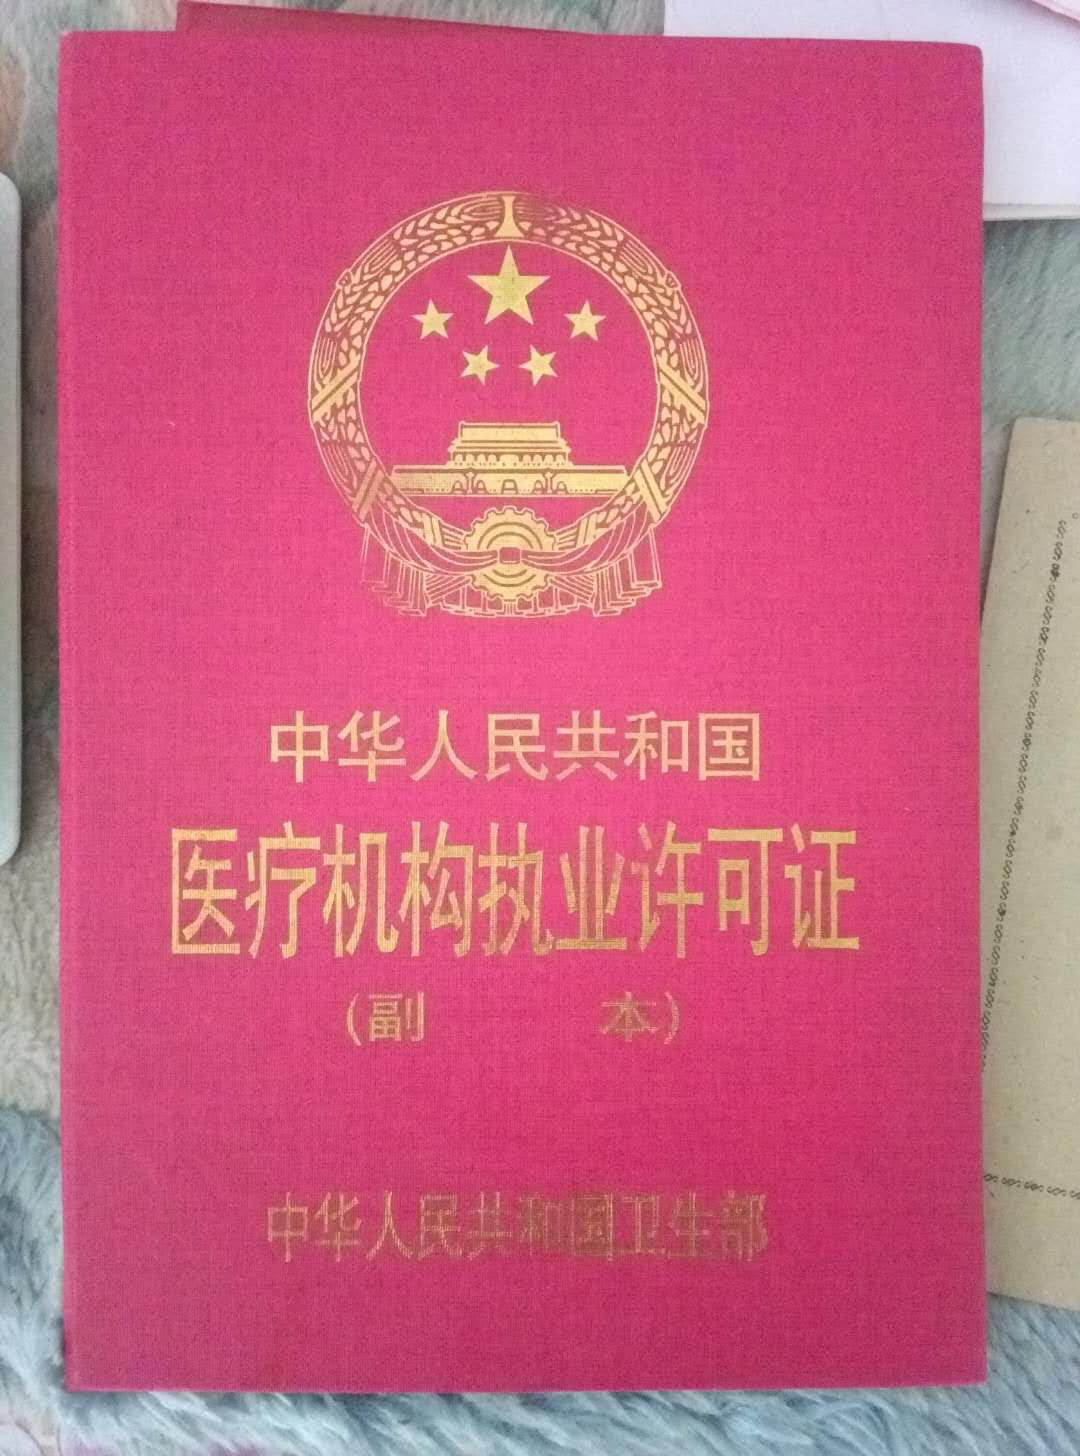 中华人民共和国
医疗机构执业许可证
(副 本)
中华人民共和国卫生部